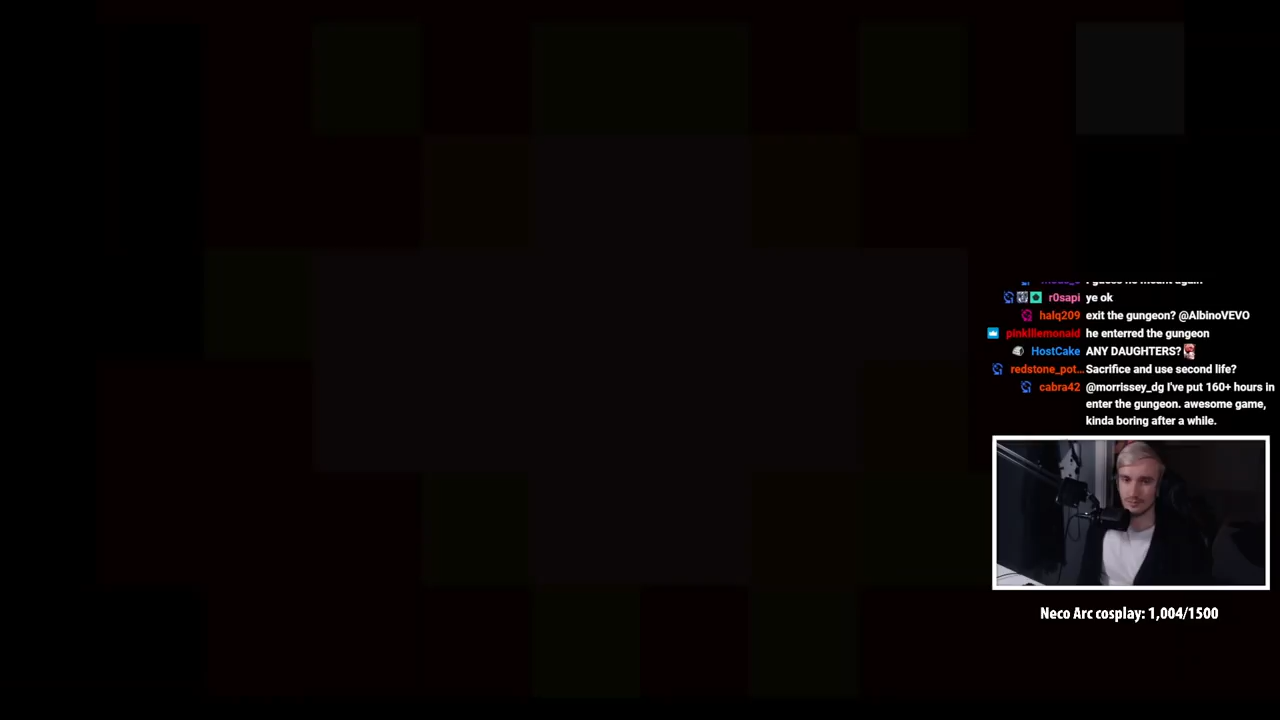 r0sapi ye ok
halq209 exit the gungeon? @AlbinoVEVO
pinklllemonaid he enterred the gungeon
HostCake ANY DAUGHTERS?
redstone_pot... Sacrifice and use second life?
cabra42 @morrissey_dg I've put 160+ hours in
enter the gungeon. awesome game,
kinda boring after a while.
Neco Arc cosplay: 1,004/1500